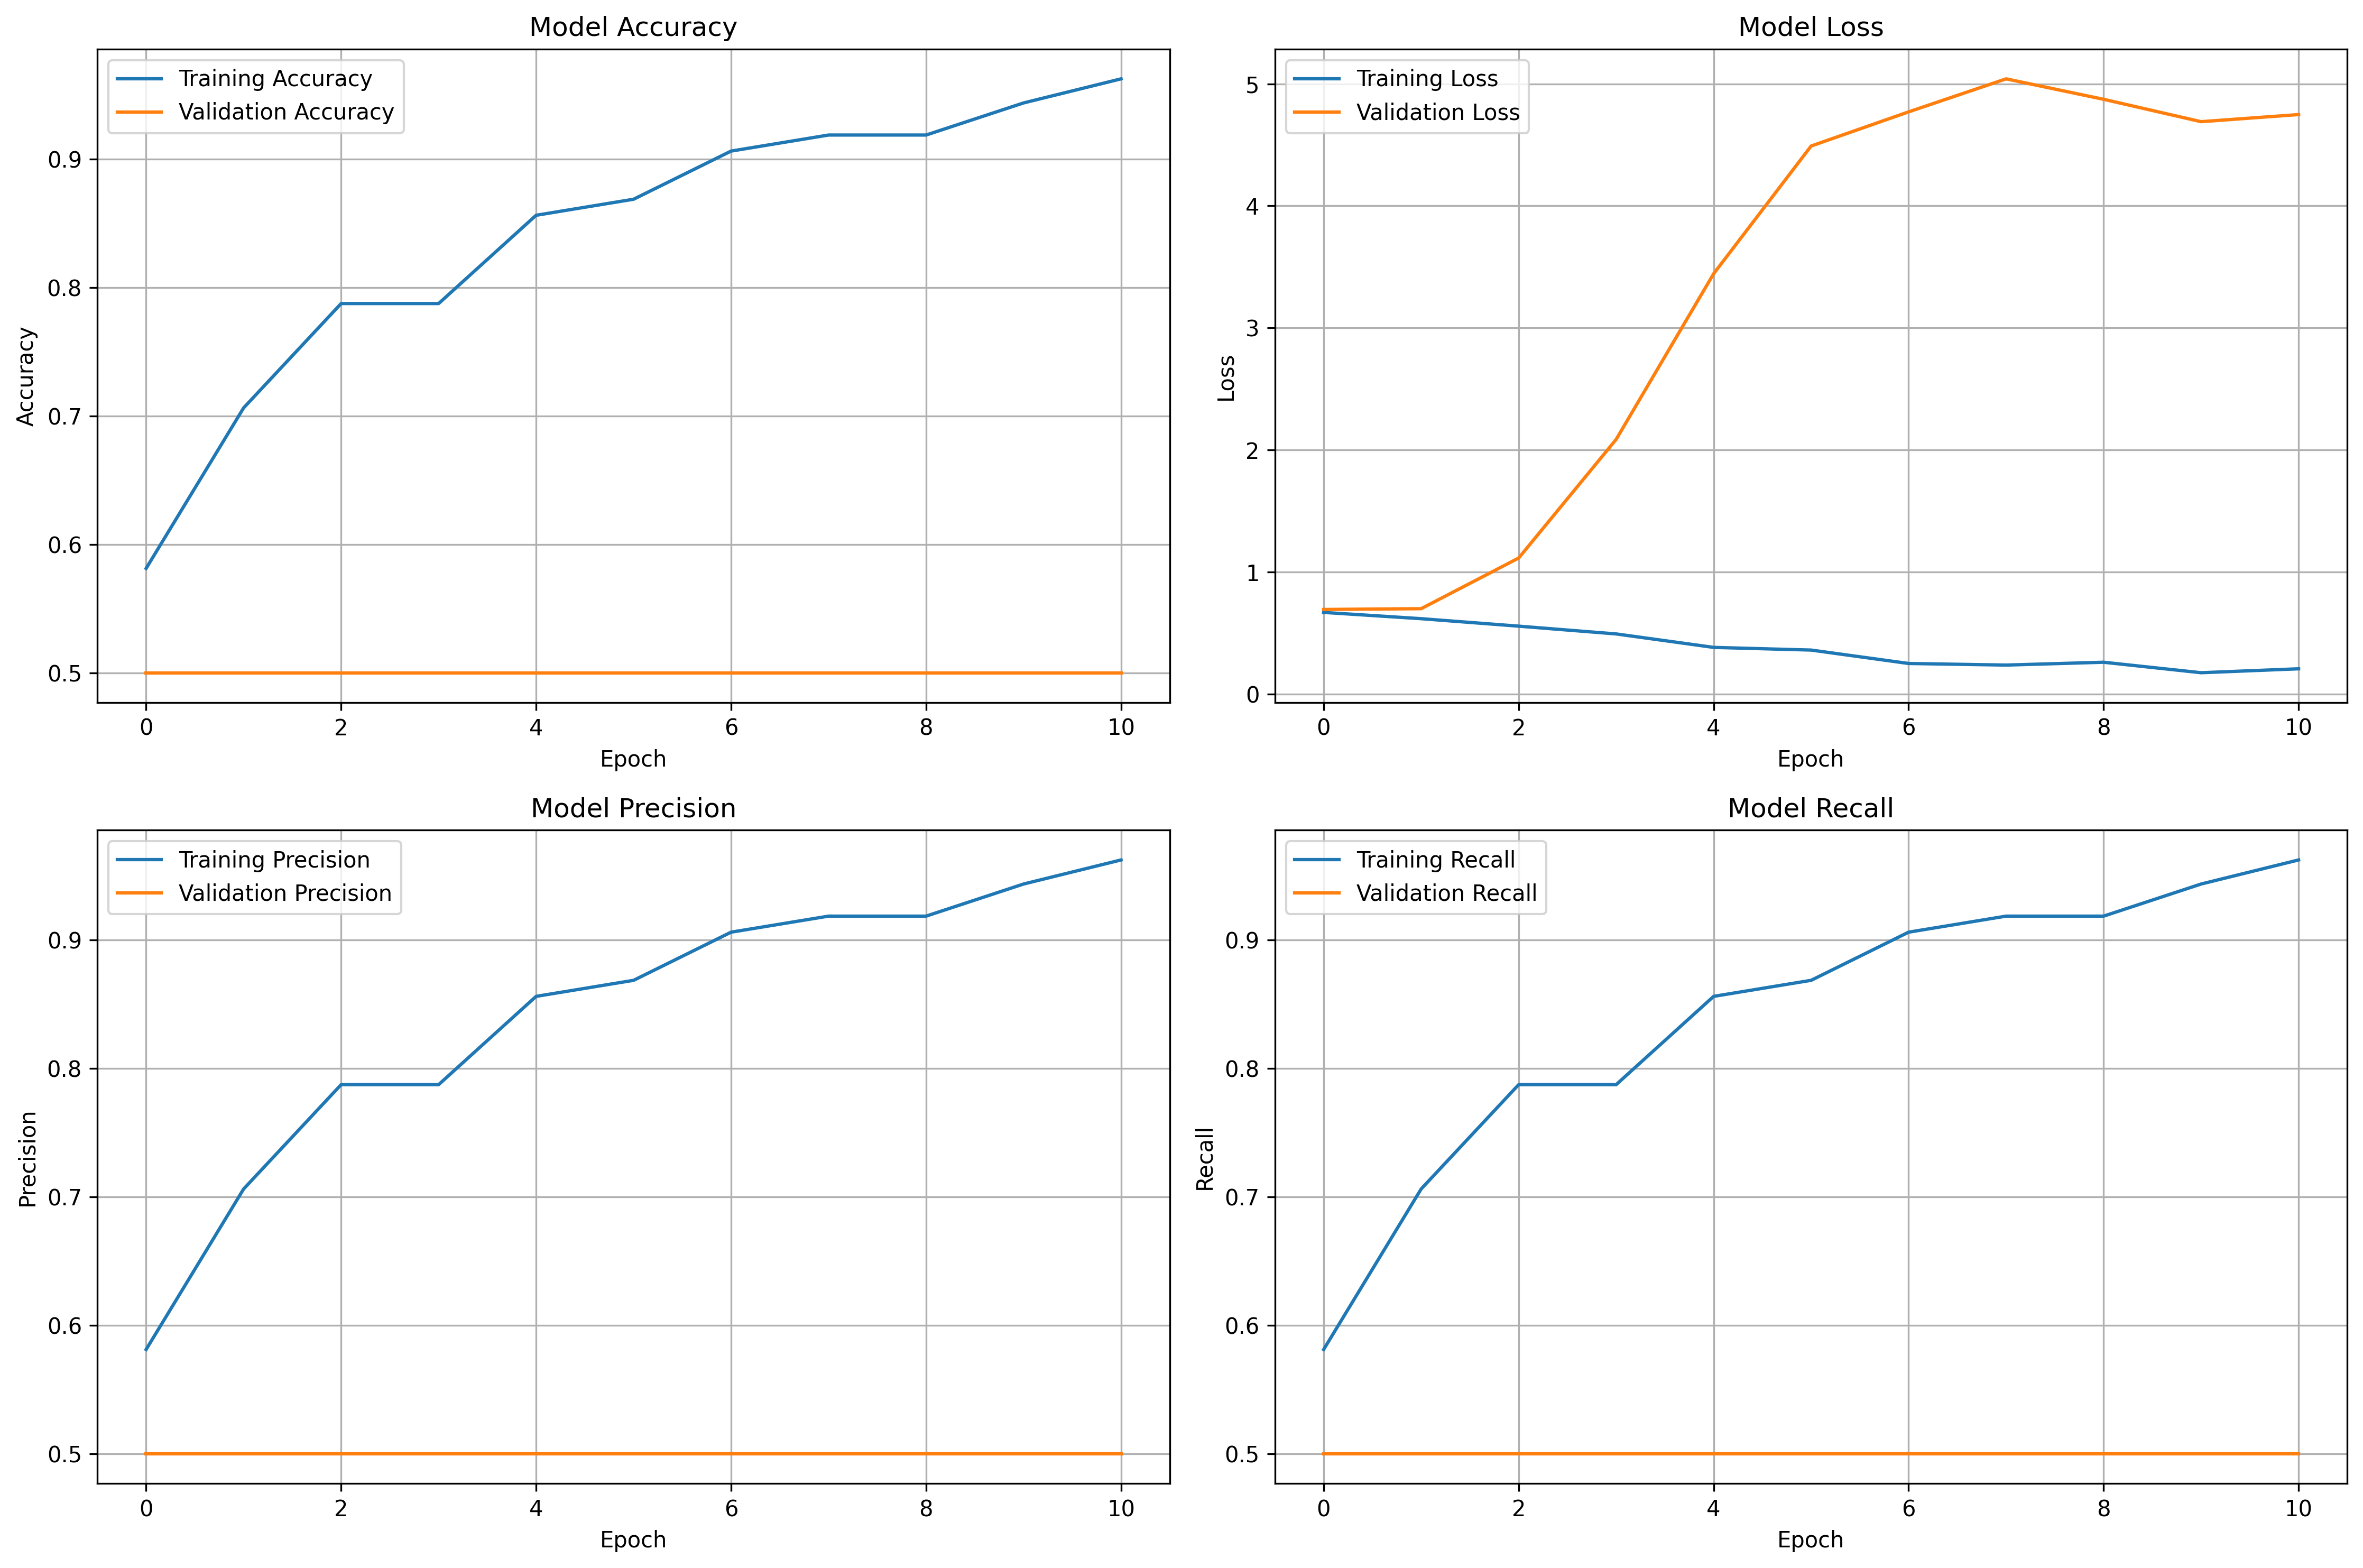 Model Accuracy
Training Accuracy
Validation Accuracy
0.9
0.8
0.7
0.6
0.5
Accuracy
0 2 4 6 8 10
Epoch
Model Loss
Training Loss
Validation Loss
5
4
3
2
1
0
Loss
0 2 4 6 8 10
Epoch
Model Precision
Training Precision
Validation Precision
0.9
0.8
0.7
0.6
0.5
Precision
0 2 4 6 8 10
Epoch
Model Recall
Training Recall
Validation Recall
0.9
0.8
0.7
0.6
0.5
Recall
0 2 4 6 8 10
Epoch